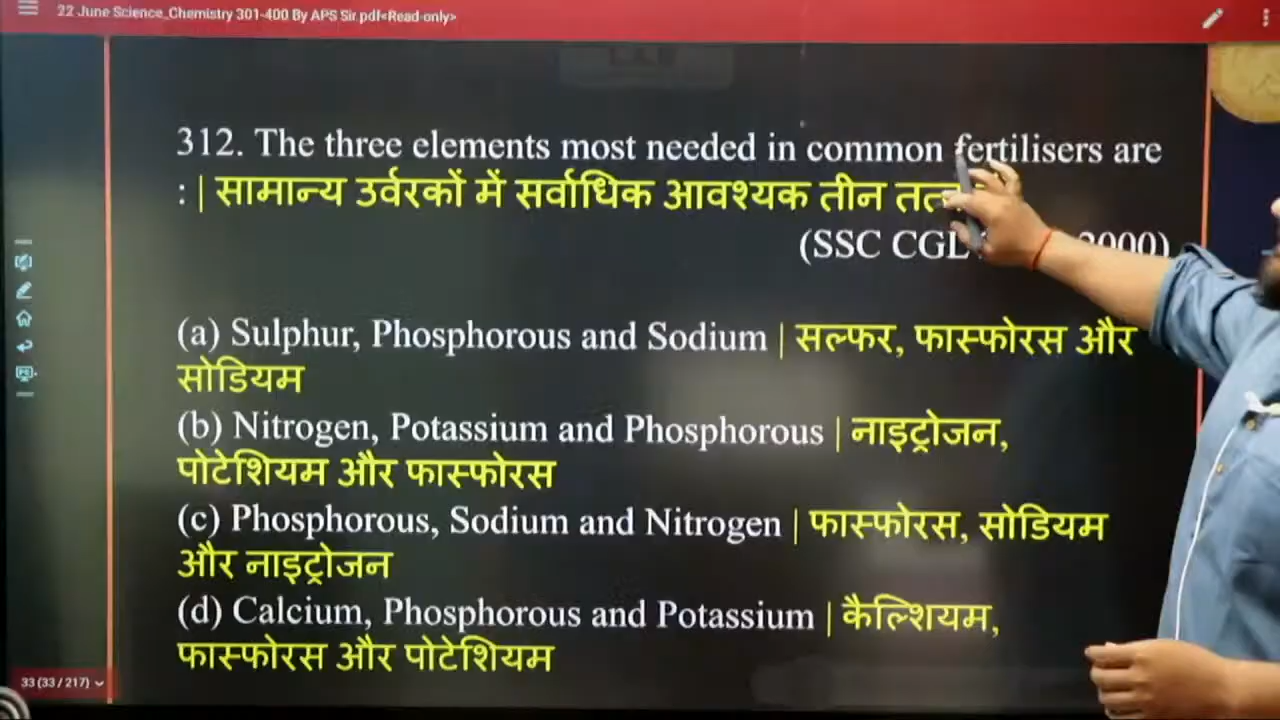 22 June Science_Chemistry 301-400 By APS Sir.pdf<Read-only>
312. The three elements most needed in common fertilisers are
: | सामान्य उर्वरकों में सर्वाधिक आवश्यक तीन
(SSC CGL 2000)
(a) Sulphur, Phosphorous and Sodium | सल्फर, फास्फोरस और
सोडियम
(b) Nitrogen, Potassium and Phosphorous | नाइट्रोजन,
पोटेशियम और फास्फोरस
(c) Phosphorous, Sodium and Nitrogen | फास्फोरस, सोडियम
और नाइट्रोजन
(d) Calcium, Phosphorous and Potassium | कैल्शियम,
फास्फोरस और पोटेशियम
33 (33 / 217)